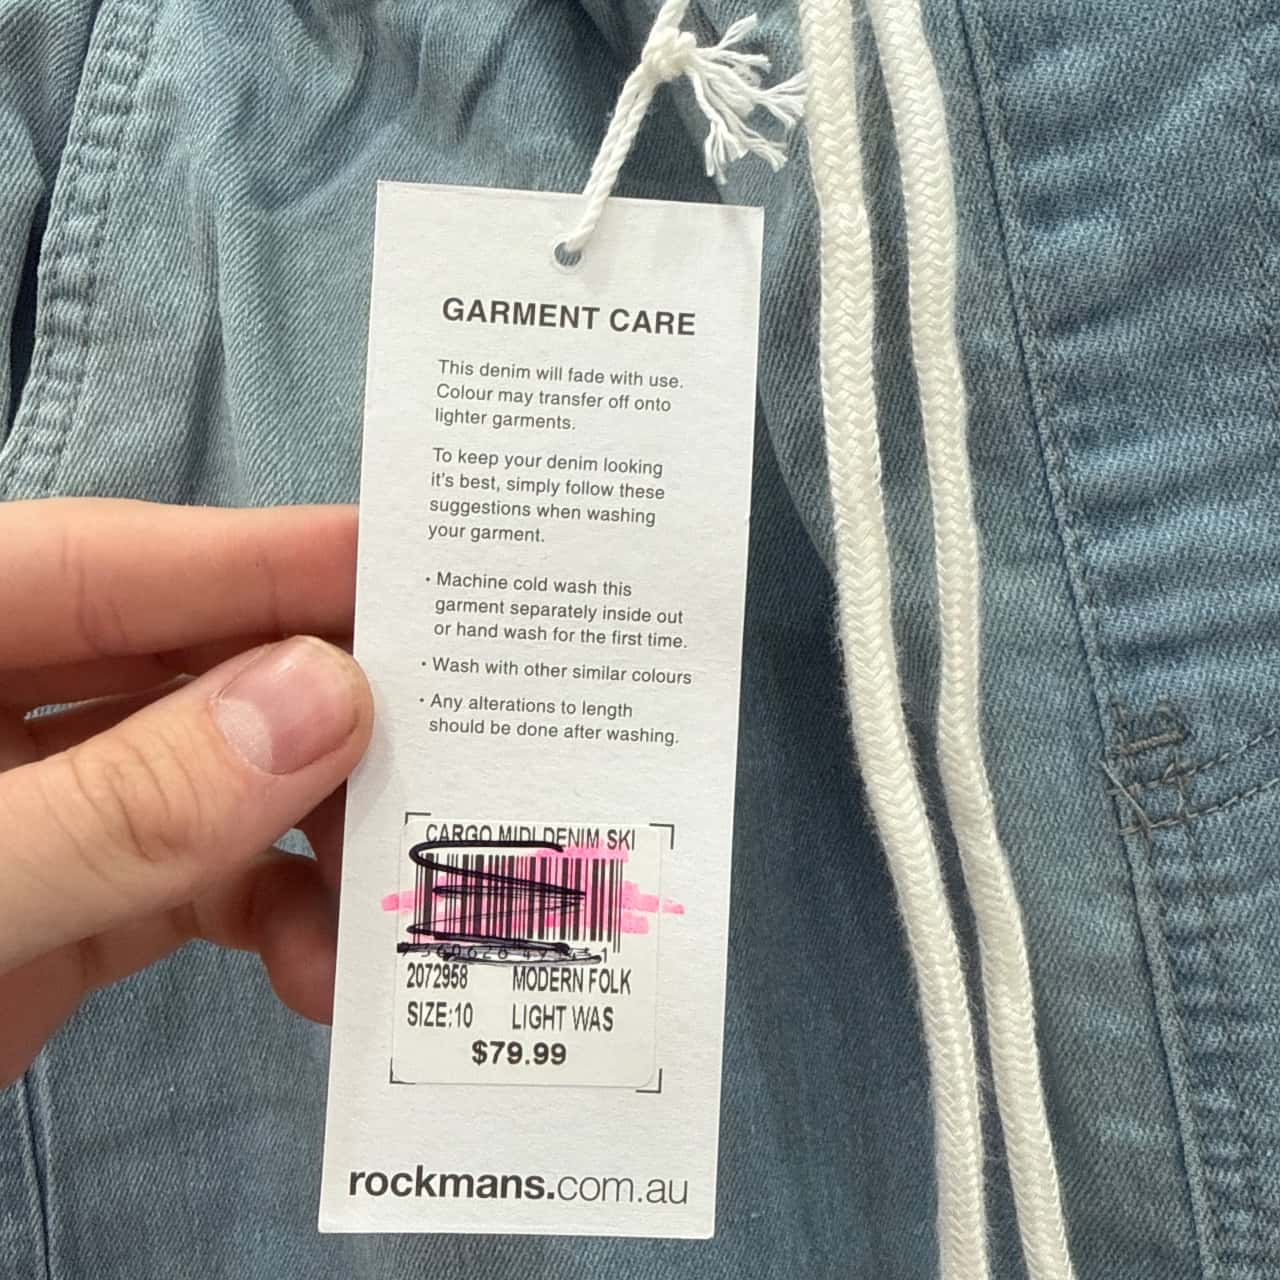 GARMENT CARE
This denim will fade with use.
Colour may transfer off onto
lighter garments.
To keep your denim looking
it's best, simply follow these
suggestions when washing
your garment.
• Machine cold wash this
garment separately inside out
or hand wash for the first time.
• Wash with other similar colours
• Any alterations to length
should be done after washing.
CARGO MIDI DENIM SKI
2072958 MODERN FOLK
SIZE:10 LIGHT WAS
$79.99
rockmans.com.au